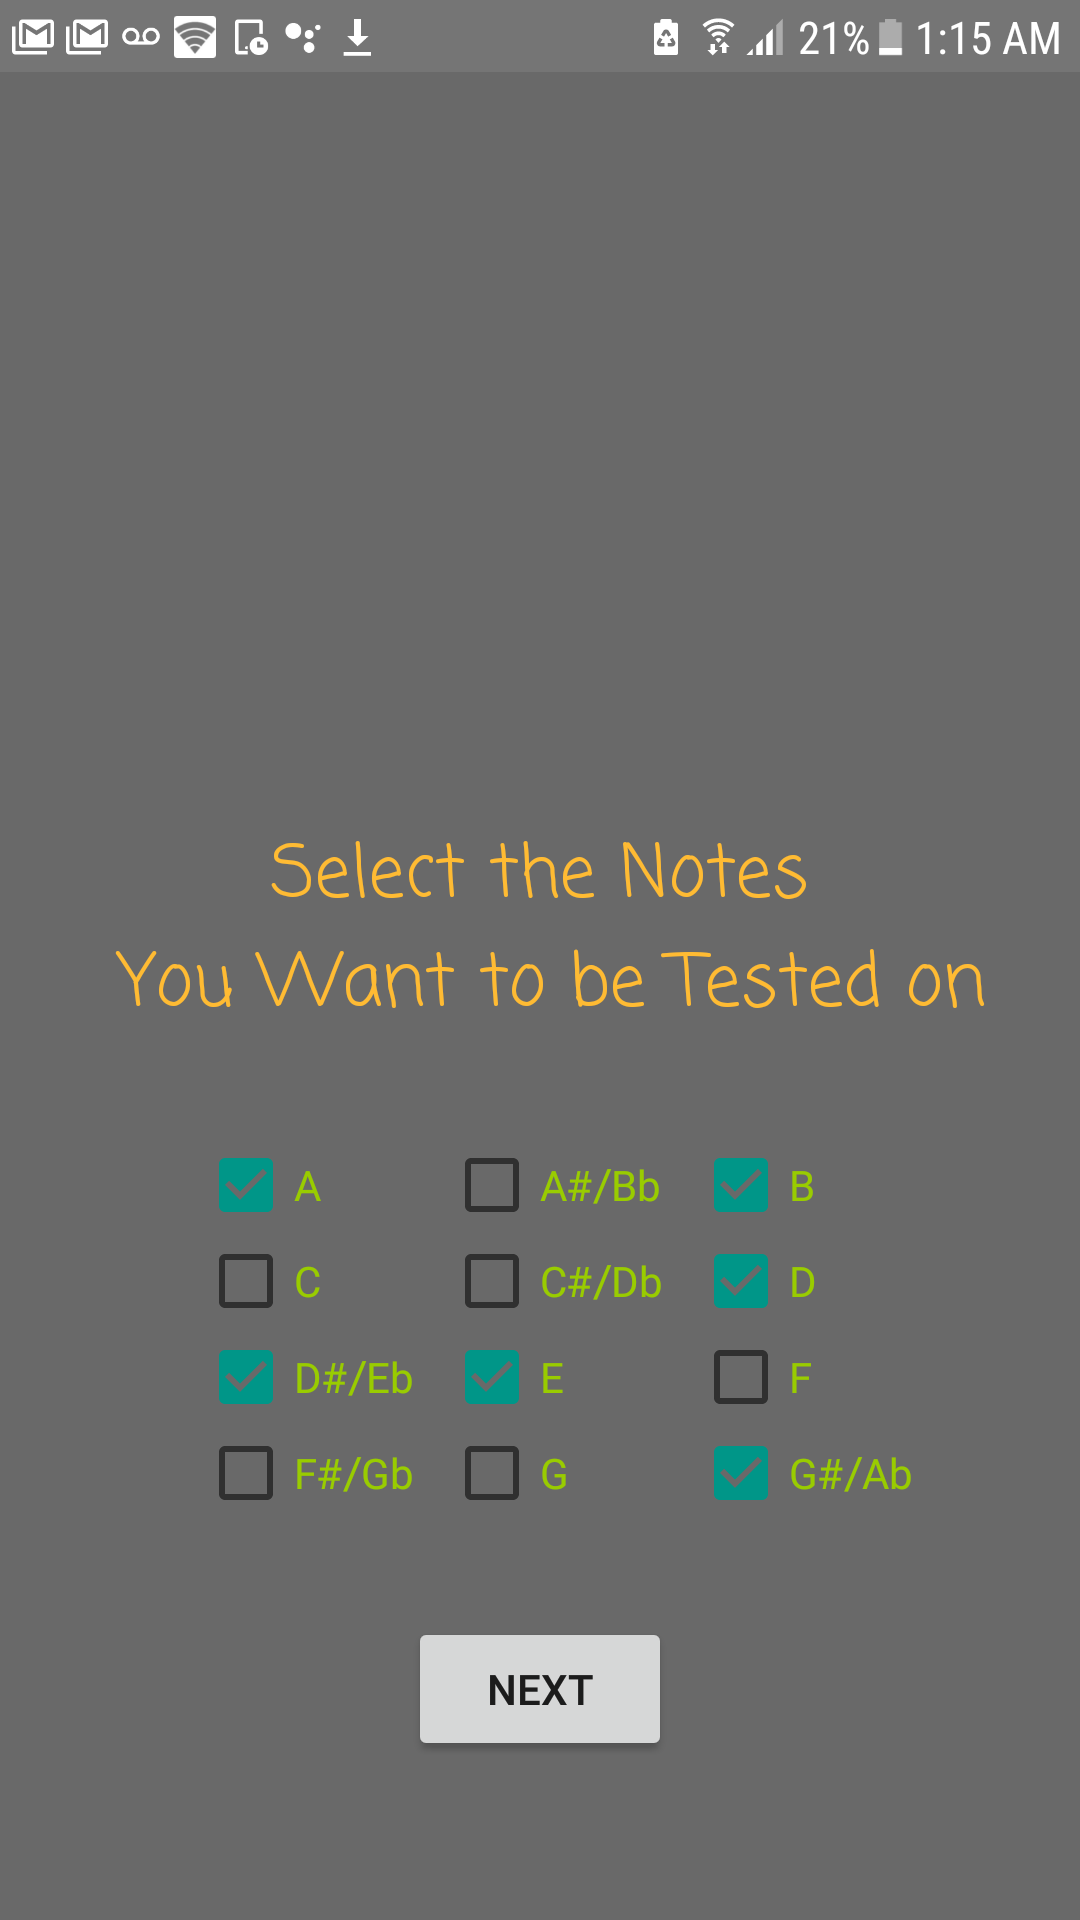 21% 1:15 AM
Select the Notes
You Want to be Tested on
A A#/Bb B
C C#/Db D
D#/Eb E F
F#/Gb G G#/Ab
NEXT